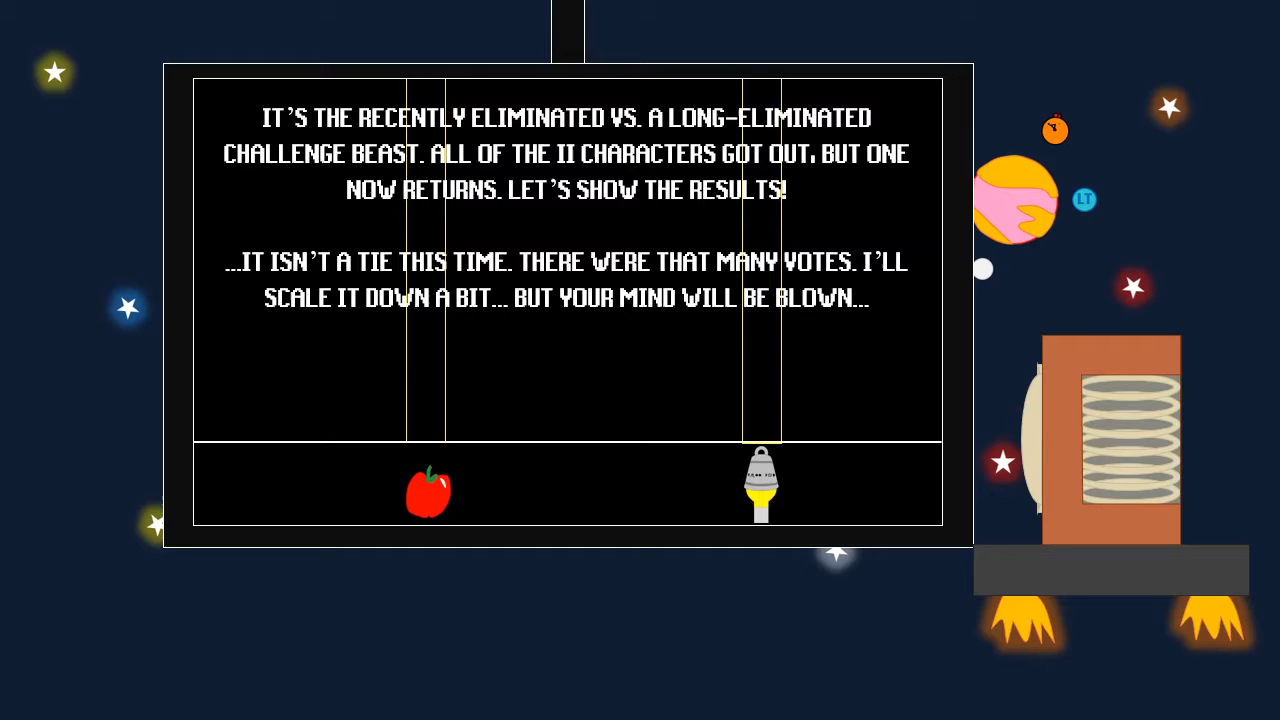 IT'S THE RECENTLY ELIMINATED VS. A LONG-ELIMINATED
CHALLENGE BEAST. ALL OF THE II CHARACTERS GOT OUT, BUT ONE
NOW RETURNS. LET'S SHOW THE RESULTS!
...IT ISN'T A TIE THIS TIME. THERE WERE THAT MANY VOTES. I'LL
SCALE IT DOWN A BIT... BUT YOUR MIND WILL BE BLOWN...
LT